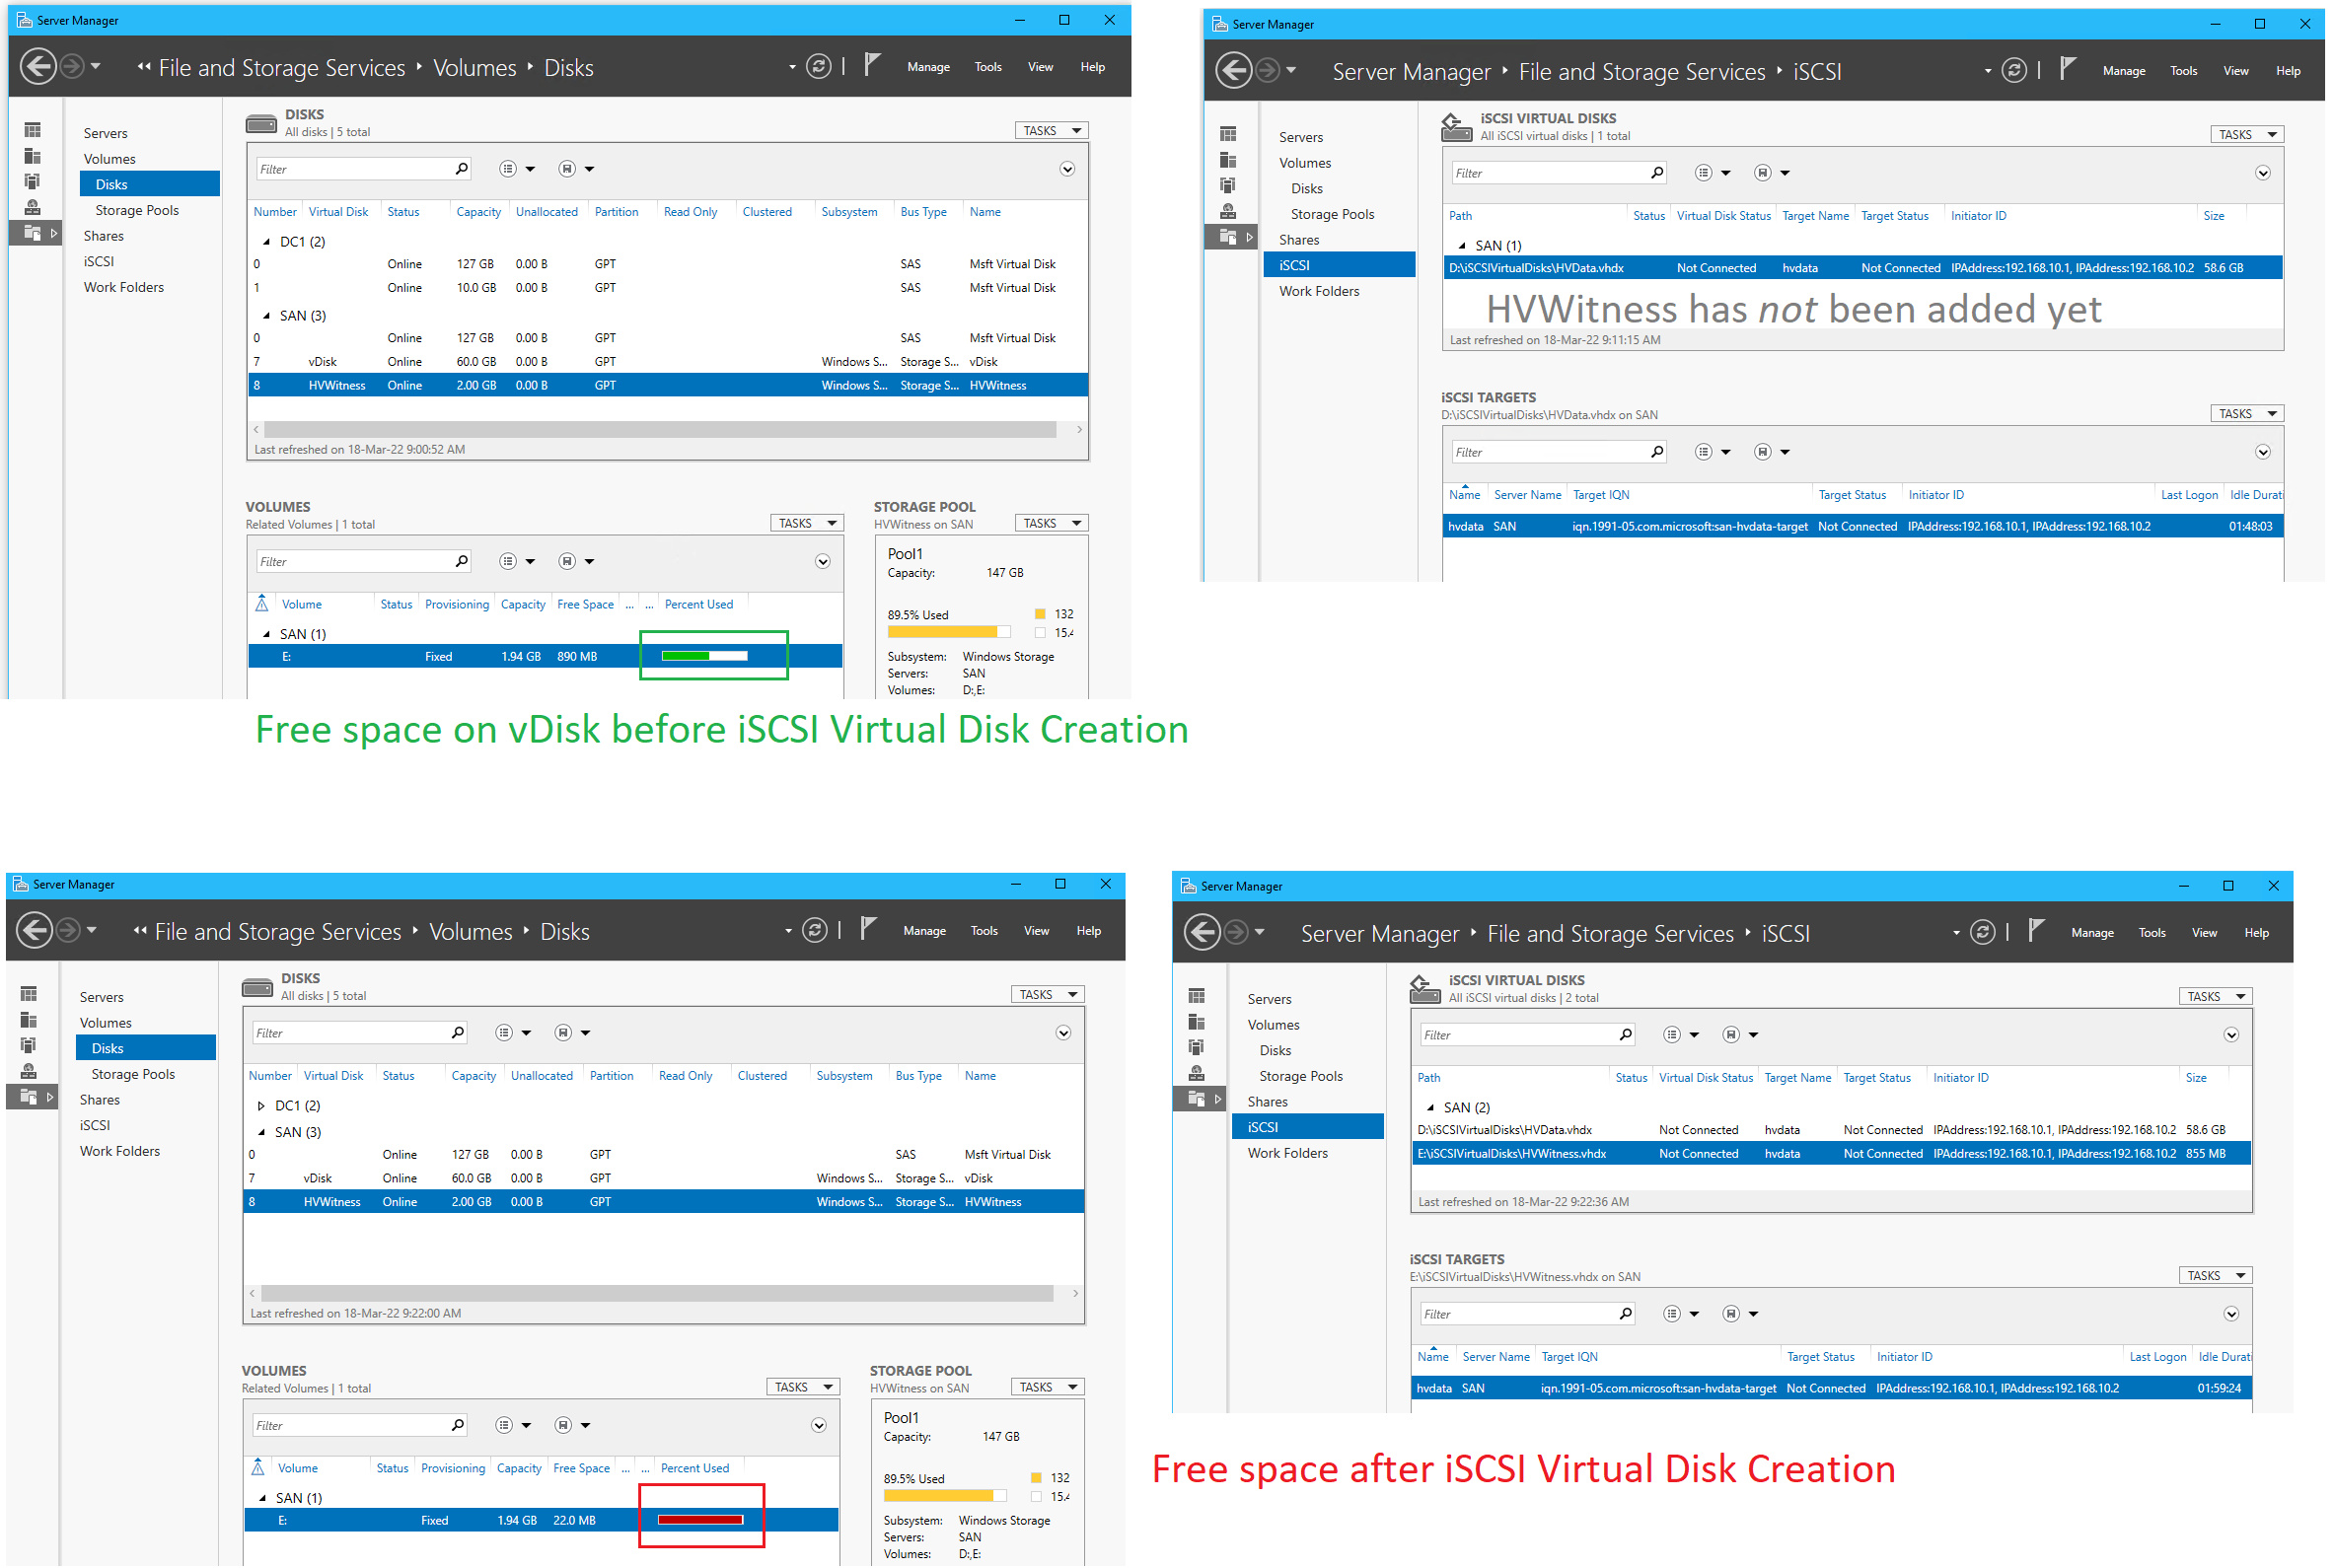 Server Manager
File and Storage Services
Volumes
Disks
Manage
Tools
View
Help
Servers
Volumes
Disks
Storage Pools
Shares
iSCSI
Work Folders
DISKS
All disks | 5 total
TASKS
Filter
Number Virtual Disk Status Capacity Unallocated Partition Read Only Clustered Subsystem Bus Type Name
DC1 (2)
0 Online 127 GB 0.00 B GPT SAS Msft Virtual Disk
1 Online 10.0 GB 0.00 B GPT SAS Msft Virtual Disk
SAN (3)
0 Online 127 GB 0.00 B GPT SAS Msft Virtual Disk
7 vDisk Online 60.0 GB 0.00 B GPT Windows S... Storage S... vDisk
8 HVWitness Online 2.00 GB 0.00 B GPT Windows S... Storage S... HVWitness
Last refreshed on 18-Mar-22 9:00:52 AM
VOLUMES
Related Volumes | 1 total
TASKS
Filter
Volume Status Provisioning Capacity Free Space ... ... Percent Used
SAN (1)
E: Fixed 1.94 GB 890 MB
STORAGE POOL
HVWitness on SAN
TASKS
Pool1
Capacity: 147 GB
89.5% Used
132
15.4
Subsystem: Windows Storage
Servers: SAN
Volumes: D:,E:
Free space on vDisk before iSCSI Virtual Disk Creation
Server Manager
Server Manager
File and Storage Services
iSCSI
Manage
Tools
View
Help
Servers
Volumes
Disks
Storage Pools
Shares
iSCSI
Work Folders
iSCSI VIRTUAL DISKS
All iSCSI virtual disks | 1 total
TASKS
Filter
Path Status Virtual Disk Status Target Name Target Status Initiator ID Size
SAN (1)
D:\iSCSIVirtualDisks\HVData.vhdx Not Connected hvdata Not Connected IPAddress:192.168.10.1, IPAddress:192.168.10.2 58.6 GB
HVWitness has not been added yet
Last refreshed on 18-Mar-22 9:11:15 AM
iSCSI TARGETS
D:\iSCSIVirtualDisks\HVData.vhdx on SAN
TASKS
Filter
Name Server Name Target IQN Target Status Initiator ID Last Logon Idle Durati
hvdata SAN iqn.1991-05.com.microsoft:san-hvdata-target Not Connected IPAddress:192.168.10.1, IPAddress:192.168.10.2 01:48:03
Server Manager
File and Storage Services
Volumes
Disks
Manage
Tools
View
Help
Servers
Volumes
Disks
Storage Pools
Shares
iSCSI
Work Folders
DISKS
All disks | 5 total
TASKS
Filter
Number Virtual Disk Status Capacity Unallocated Partition Read Only Clustered Subsystem Bus Type Name
DC1 (2)
SAN (3)
0 Online 127 GB 0.00 B GPT SAS Msft Virtual Disk
7 vDisk Online 60.0 GB 0.00 B GPT Windows S... Storage S... vDisk
8 HVWitness Online 2.00 GB 0.00 B GPT Windows S... Storage S... HVWitness
Last refreshed on 18-Mar-22 9:22:00 AM
VOLUMES
Related Volumes | 1 total
TASKS
Filter
Volume Status Provisioning Capacity Free Space ... ... Percent Used
SAN (1)
E: Fixed 1.94 GB 22.0 MB
STORAGE POOL
HVWitness on SAN
TASKS
Pool1
Capacity: 147 GB
89.5% Used
132
15.4
Subsystem: Windows Storage
Servers: SAN
Volumes: D:,E:
Server Manager
Server Manager
File and Storage Services
iSCSI
Manage
Tools
View
Help
Servers
Volumes
Disks
Storage Pools
Shares
iSCSI
Work Folders
iSCSI VIRTUAL DISKS
All iSCSI virtual disks | 2 total
TASKS
Filter
Path Status Virtual Disk Status Target Name Target Status Initiator ID Size
SAN (2)
D:\iSCSIVirtualDisks\HVData.vhdx Not Connected hvdata Not Connected IPAddress:192.168.10.1, IPAddress:192.168.10.2 58.6 GB
E:\iSCSIVirtualDisks\HVWitness.vhdx Not Connected hvdata Not Connected IPAddress:192.168.10.1, IPAddress:192.168.10.2 855 MB
Last refreshed on 18-Mar-22 9:22:36 AM
iSCSI TARGETS
E:\iSCSIVirtualDisks\HVWitness.vhdx on SAN
TASKS
Filter
Name Server Name Target IQN Target Status Initiator ID Last Logon Idle Durati
hvdata SAN iqn.1991-05.com.microsoft:san-hvdata-target Not Connected IPAddress:192.168.10.1, IPAddress:192.168.10.2 01:59:24
Free space after iSCSI Virtual Disk Creation